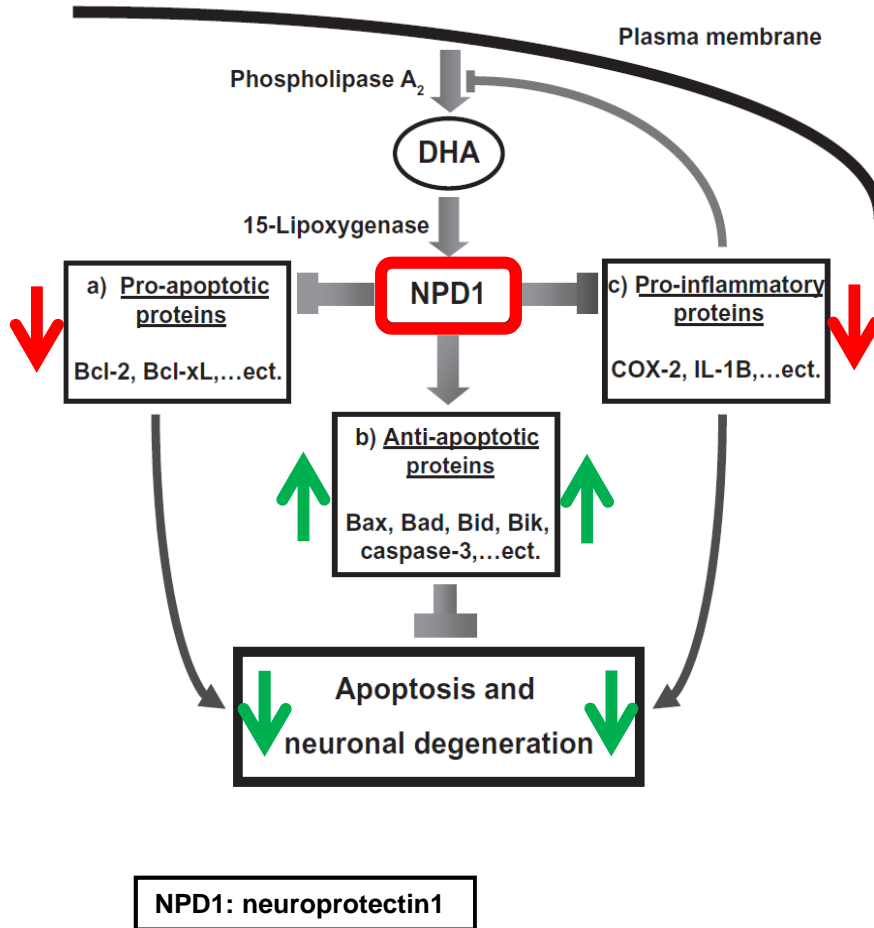 Plasma membrane
Phospholipase A2
DHA
15-Lipoxygenase
NPD1
a) Pro-apoptotic
proteins
Bcl-2, Bcl-xL,...ect.
c) Pro-inflammatory
proteins
COX-2, IL-1B,...ect.
b) Anti-apoptotic
proteins
Bax, Bad, Bid, Bik,
caspase-3,...ect.
Apoptosis and
neuronal degeneration
NPD1: neuroprotectin1